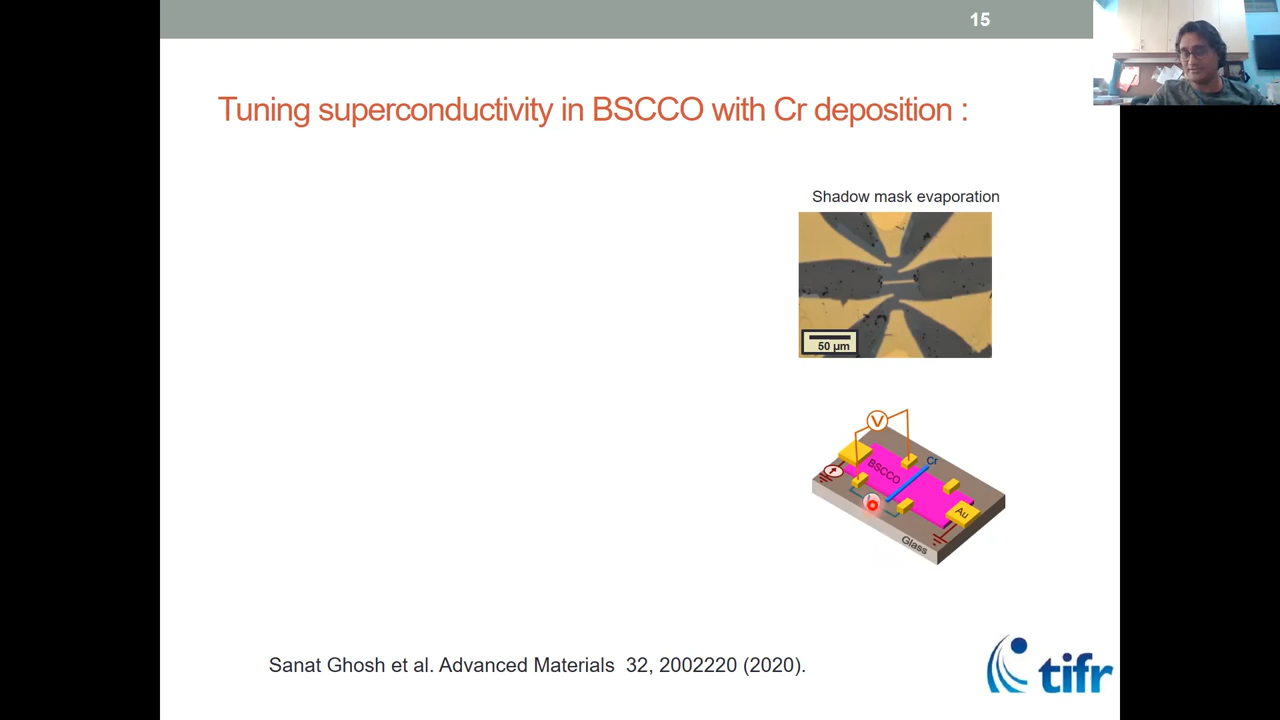 15
Tuning superconductivity in BSCCO with Cr deposition :
Shadow mask evaporation
50 µm
V
Cr
BSCCO
Au
Glass
Sanat Ghosh et al. Advanced Materials 32, 2002220 (2020).
tifr